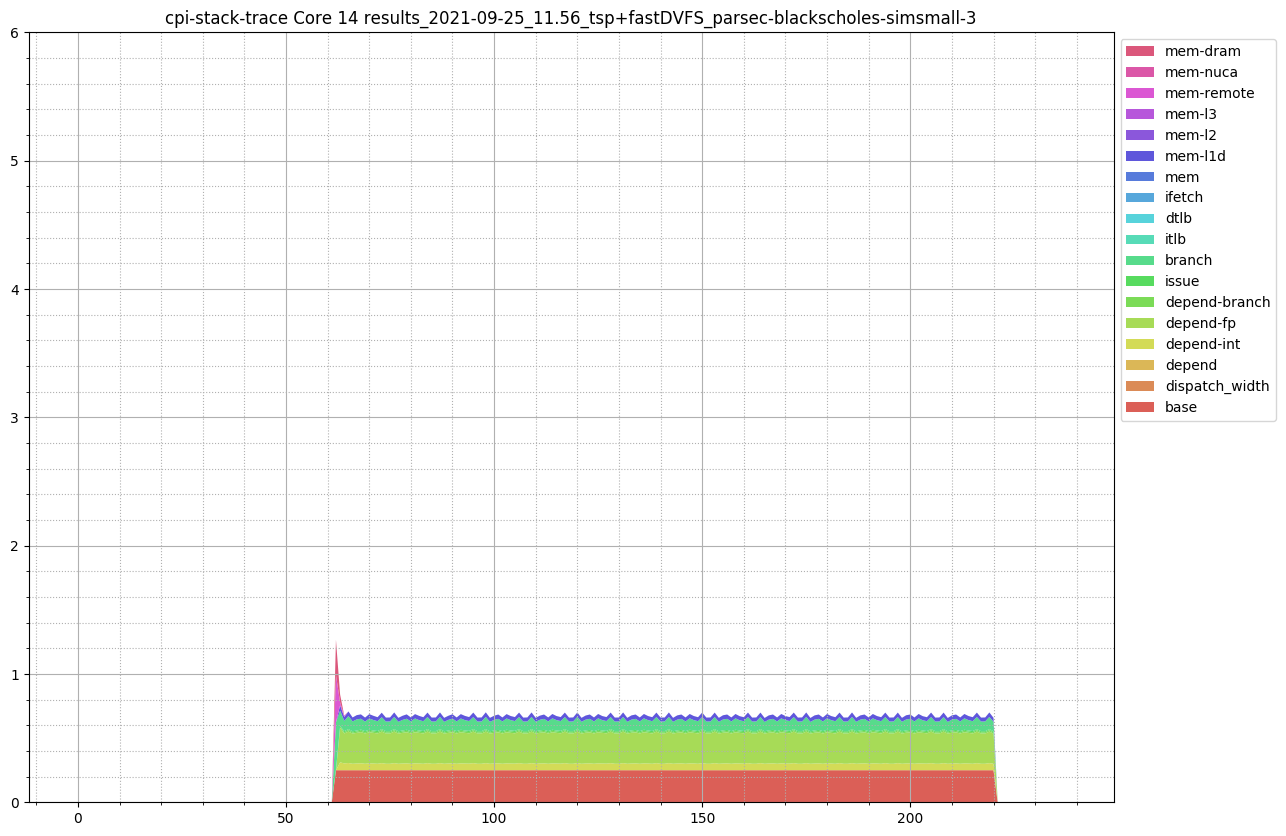 cpi-stack-trace Core 14 results_2021-09-25_11.56_tsp+fastDVFS_parsec-blackscholes-simsmall-3
6
5
4
3
2
1
0
0 50 100 150 200
mem-dram
mem-nuca
mem-remote
mem-l3
mem-l2
mem-l1d
mem
ifetch
dtlb
itlb
branch
issue
depend-branch
depend-fp
depend-int
depend
dispatch_width
base